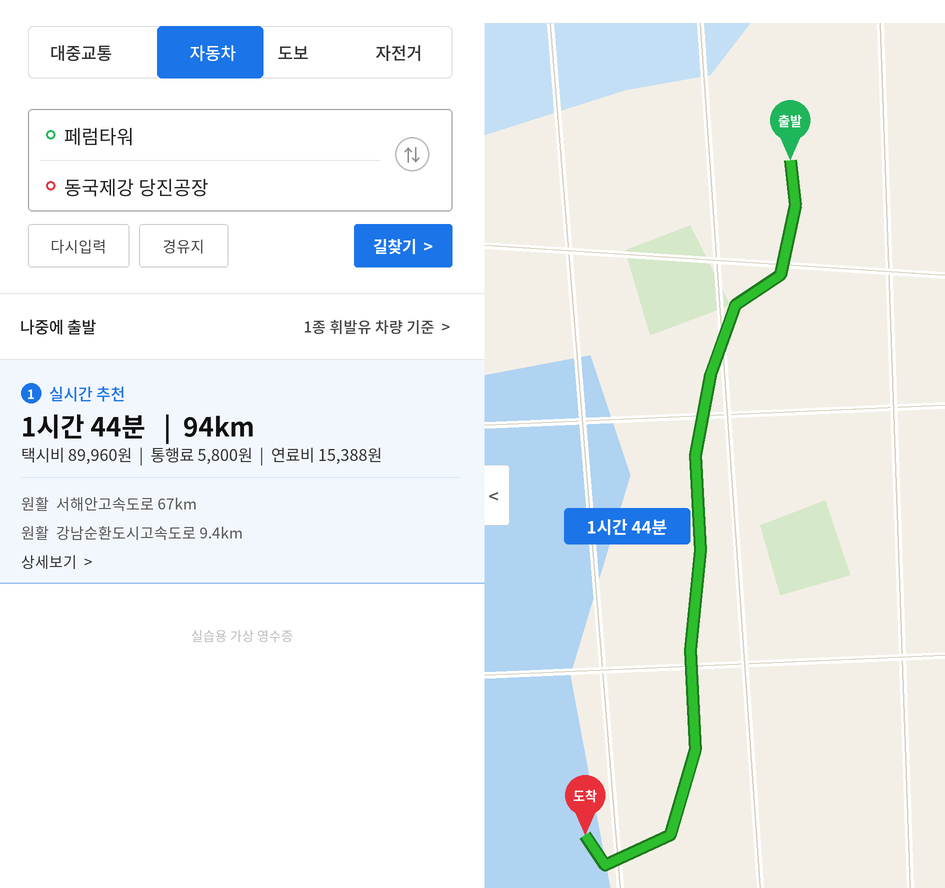 대중교통 자동차 도보 자전거
페럼타워
동국제강 당진공장
다시입력 경유지 길찾기 >
나중에 출발 1종 휘발유 차량 기준 >
1 실시간 추천
1시간 44분 | 94km
택시비 89,960원 | 통행료 5,800원 | 연료비 15,388원
원활 서해안고속도로 67km
원활 강남순환도시고속도로 9.4km
상세보기 >
실습용 가상 영수증
출발
<
1시간 44분
도착